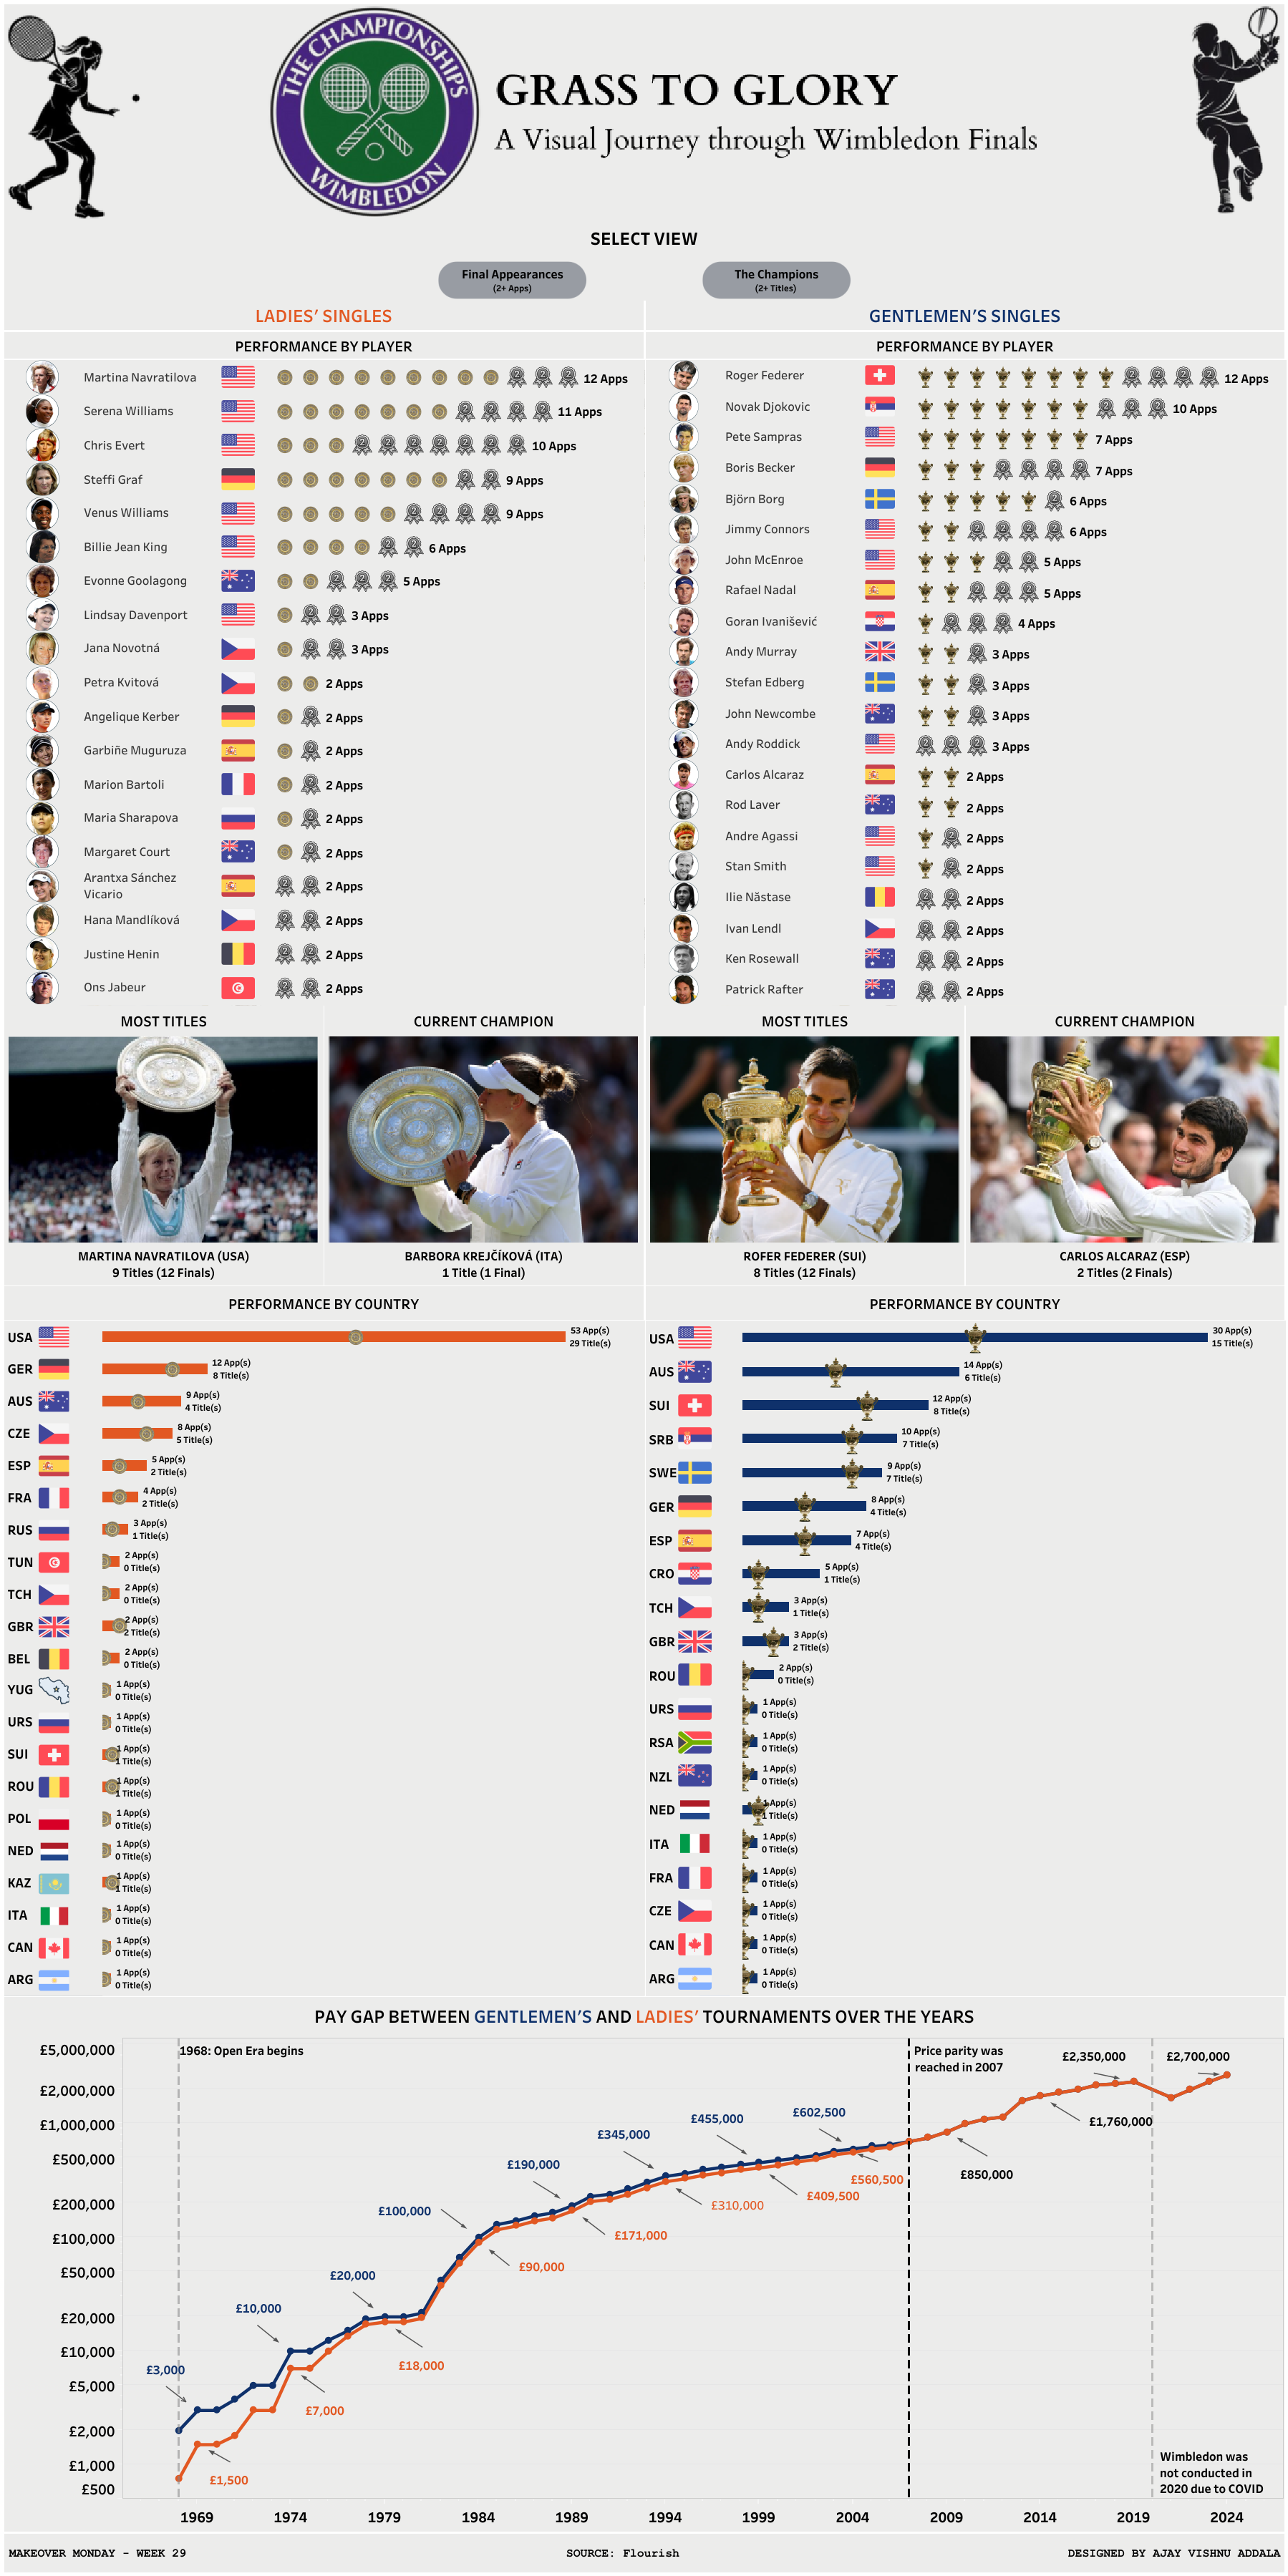 THE CHAMPIONSHIPS
WIMBLEDON
GRASS TO GLORY
A Visual Journey through Wimbledon Finals
SELECT VIEW
Final Appearances
(2+ Apps)
The Champions
(2+ Titles)
LADIES' SINGLES
PERFORMANCE BY PLAYER
Martina Navratilova 12 Apps
Serena Williams 11 Apps
Chris Evert 10 Apps
Steffi Graf 9 Apps
Venus Williams 9 Apps
Billie Jean King 6 Apps
Evonne Goolagong 5 Apps
Lindsay Davenport 3 Apps
Jana Novotná 3 Apps
Petra Kvitová 2 Apps
Angelique Kerber 2 Apps
Garbiñe Muguruza 2 Apps
Marion Bartoli 2 Apps
Maria Sharapova 2 Apps
Margaret Court 2 Apps
Arantxa Sánchez
Vicario 2 Apps
Hana Mandlíková 2 Apps
Justine Henin 2 Apps
Ons Jabeur 2 Apps
GENTLEMEN'S SINGLES
PERFORMANCE BY PLAYER
Roger Federer 12 Apps
Novak Djokovic 10 Apps
Pete Sampras 7 Apps
Boris Becker 7 Apps
Björn Borg 6 Apps
Jimmy Connors 6 Apps
John McEnroe 5 Apps
Rafael Nadal 5 Apps
Goran Ivanišević 4 Apps
Andy Murray 3 Apps
Stefan Edberg 3 Apps
John Newcombe 3 Apps
Andy Roddick 3 Apps
Carlos Alcaraz 2 Apps
Rod Laver 2 Apps
Andre Agassi 2 Apps
Stan Smith 2 Apps
Ilie Năstase 2 Apps
Ivan Lendl 2 Apps
Ken Rosewall 2 Apps
Patrick Rafter 2 Apps
MOST TITLES
MARTINA NAVRATILOVA (USA)
9 Titles (12 Finals)
CURRENT CHAMPION
BARBORA KREJČÍKOVÁ (ITA)
1 Title (1 Final)
MOST TITLES
ROFER FEDERER (SUI)
8 Titles (12 Finals)
CURRENT CHAMPION
CARLOS ALCARAZ (ESP)
2 Titles (2 Finals)
PERFORMANCE BY COUNTRY
USA 53 App(s)
29 Title(s)
GER 12 App(s)
8 Title(s)
AUS 9 App(s)
4 Title(s)
CZE 8 App(s)
5 Title(s)
ESP 5 App(s)
2 Title(s)
FRA 4 App(s)
2 Title(s)
RUS 3 App(s)
1 Title(s)
TUN 2 App(s)
0 Title(s)
TCH 2 App(s)
0 Title(s)
GBR 2 App(s)
2 Title(s)
BEL 2 App(s)
0 Title(s)
YUG 1 App(s)
0 Title(s)
URS 1 App(s)
0 Title(s)
SUI 1 App(s)
1 Title(s)
ROU 1 App(s)
1 Title(s)
POL 1 App(s)
0 Title(s)
NED 1 App(s)
0 Title(s)
KAZ 1 App(s)
1 Title(s)
ITA 1 App(s)
0 Title(s)
CAN 1 App(s)
0 Title(s)
ARG 1 App(s)
0 Title(s)
PERFORMANCE BY COUNTRY
USA 30 App(s)
15 Title(s)
AUS 14 App(s)
6 Title(s)
SUI 12 App(s)
8 Title(s)
SRB 10 App(s)
7 Title(s)
SWE 9 App(s)
7 Title(s)
GER 8 App(s)
4 Title(s)
ESP 7 App(s)
4 Title(s)
CRO 5 App(s)
1 Title(s)
TCH 3 App(s)
1 Title(s)
GBR 3 App(s)
2 Title(s)
ROU 2 App(s)
0 Title(s)
URS 1 App(s)
0 Title(s)
RSA 1 App(s)
0 Title(s)
NZL 1 App(s)
0 Title(s)
NED 1 App(s)
1 Title(s)
ITA 1 App(s)
0 Title(s)
FRA 1 App(s)
0 Title(s)
CZE 1 App(s)
0 Title(s)
CAN 1 App(s)
0 Title(s)
ARG 1 App(s)
0 Title(s)
PAY GAP BETWEEN GENTLEMEN'S AND LADIES' TOURNAMENTS OVER THE YEARS
£5,000,000
£2,000,000
£1,000,000
£500,000
£200,000
£100,000
£50,000
£20,000
£10,000
£5,000
£2,000
£1,000
£500
1968: Open Era begins
Price parity was
reached in 2007
£2,350,000
£2,700,000
£1,760,000
£850,000
£602,500
£455,000
£345,000
£190,000
£100,000
£20,000
£10,000
£3,000
£560,500
£409,500
£310,000
£171,000
£90,000
£18,000
£7,000
£1,500
Wimbledon was
not conducted in
2020 due to COVID
1969 1974 1979 1984 1989 1994 1999 2004 2009 2014 2019 2024
MAKEOVER MONDAY - WEEK 29 SOURCE: Flourish DESIGNED BY AJAY VISHNU ADDALA